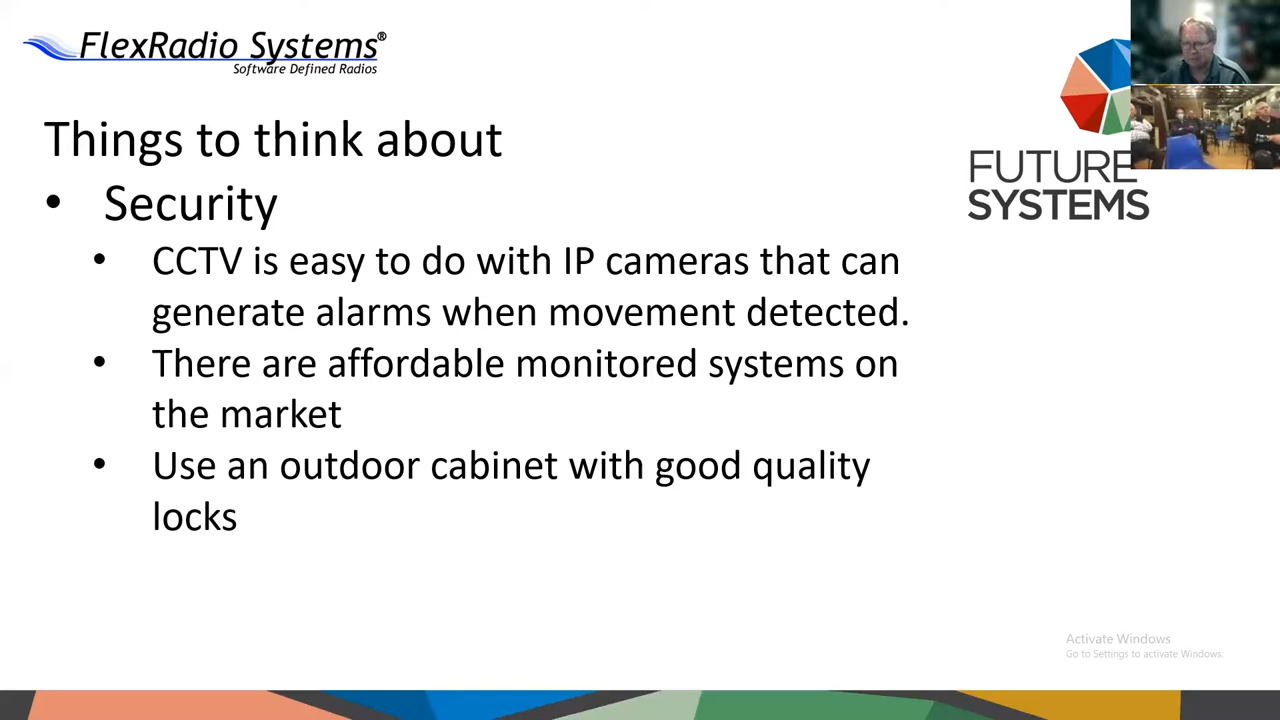 FlexRadio Systems®
Software Defined Radios
FUTURE
SYSTEMS
Things to think about
• Security
• CCTV is easy to do with IP cameras that can
generate alarms when movement detected.
• There are affordable monitored systems on
the market
• Use an outdoor cabinet with good quality
locks
Activate Windows
Go to Settings to activate Windows.